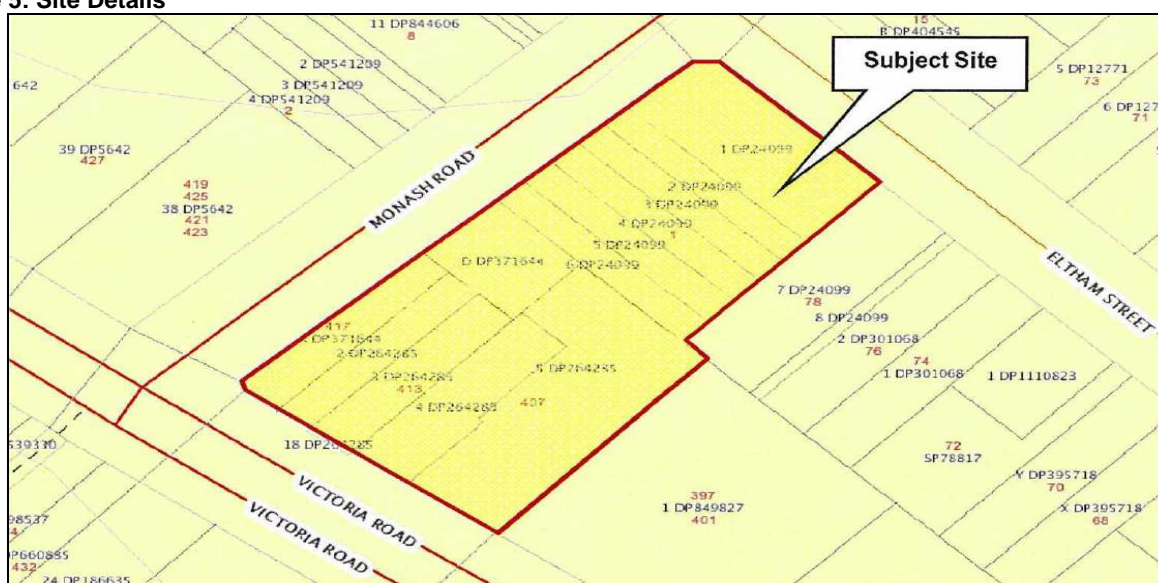 5: Site Details
11 DP844606
8
15
B DP404545
Subject Site
2 DP541209
3 DP541209
4 DP541209
2
642
5 DP12771
73
6 DP127
71
39 DP5642
427
419
425
38 DP5642
421
423
MONASH ROAD
1 DP24099
2 DP24099
3 DP24099
4 DP24099
1
5 DP24099
6 DP24099
D DP371644
ELTHAM STREET
7 DP24099
78
8 DP24099
2 DP301068
76
74
1 DP301068
1 DP1110823
417
DP371644
2 DP264285
3 DP264285
413
4 DP264285
5 DP264285
407
18 DP264285
72
SP78817
Y DP395718
70
X DP395718
68
397
1 DP849827
401
VICTORIA ROAD
VICTORIA ROAD
539330
98537
4
P660835
432
24 DP186635